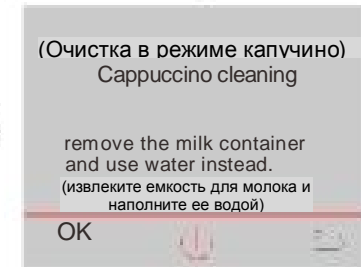 (Очистка в режиме капучино)
Cappuccino cleaning
remove the milk container
and use water instead.
(извлеките емкость для молока и
наполните ее водой)
OK